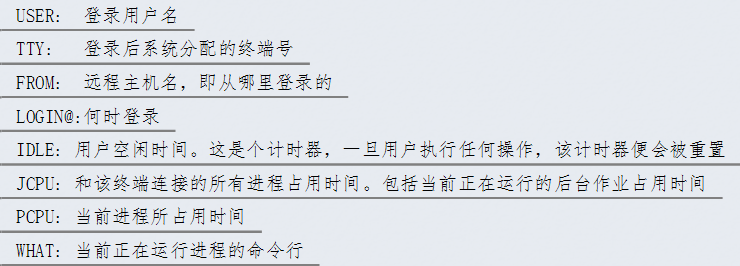 USER: 登录用户名
TTY: 登录后系统分配的终端号
FROM: 远程主机名，即从哪里登录的
LOGIN@:何时登录
IDLE: 用户空闲时间。这是个计时器，一旦用户执行任何操作，该计时器便会被重置
JCPU: 和该终端连接的所有进程占用时间。包括当前正在运行的后台作业占用时间
PCPU: 当前进程所占用时间
WHAT: 当前正在运行进程的命令行